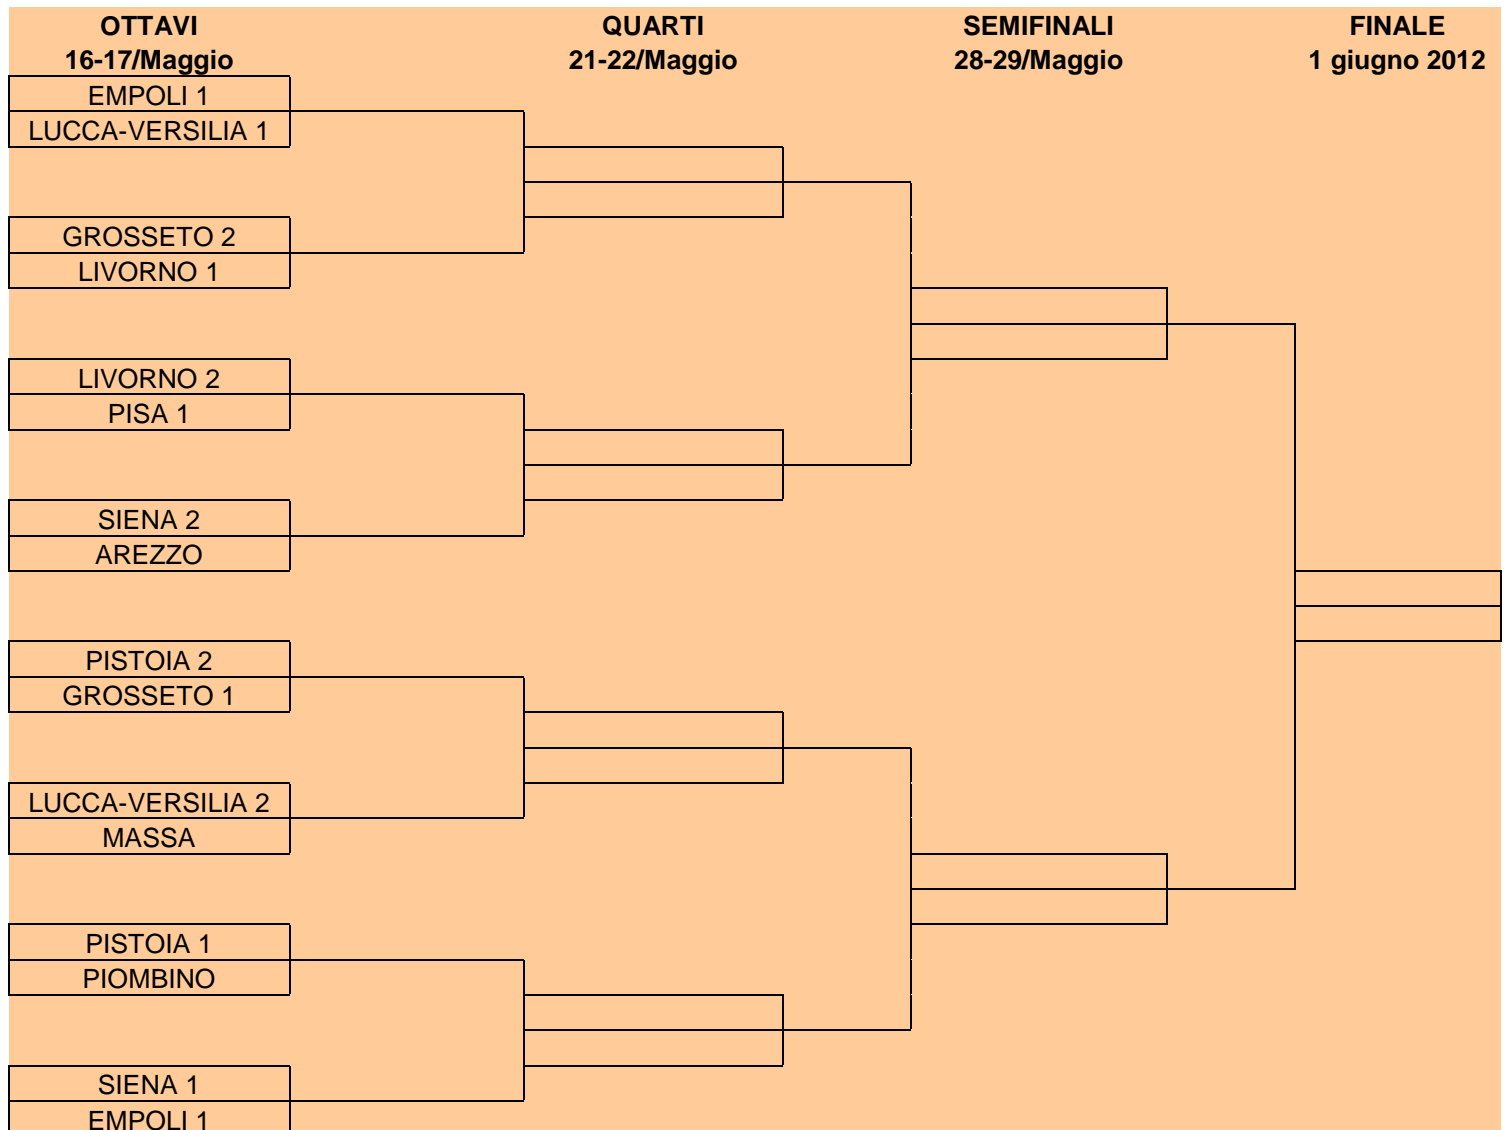 OTTAVI QUARTI SEMIFINALI FINALE
16-17/Maggio 21-22/Maggio 28-29/Maggio 1 giugno 2012
EMPOLI 1
LUCCA-VERSILIA 1
GROSSETO 2
LIVORNO 1
LIVORNO 2
PISA 1
SIENA 2
AREZZO
PISTOIA 2
GROSSETO 1
LUCCA-VERSILIA 2
MASSA
PISTOIA 1
PIOMBINO
SIENA 1
EMPOLI 1